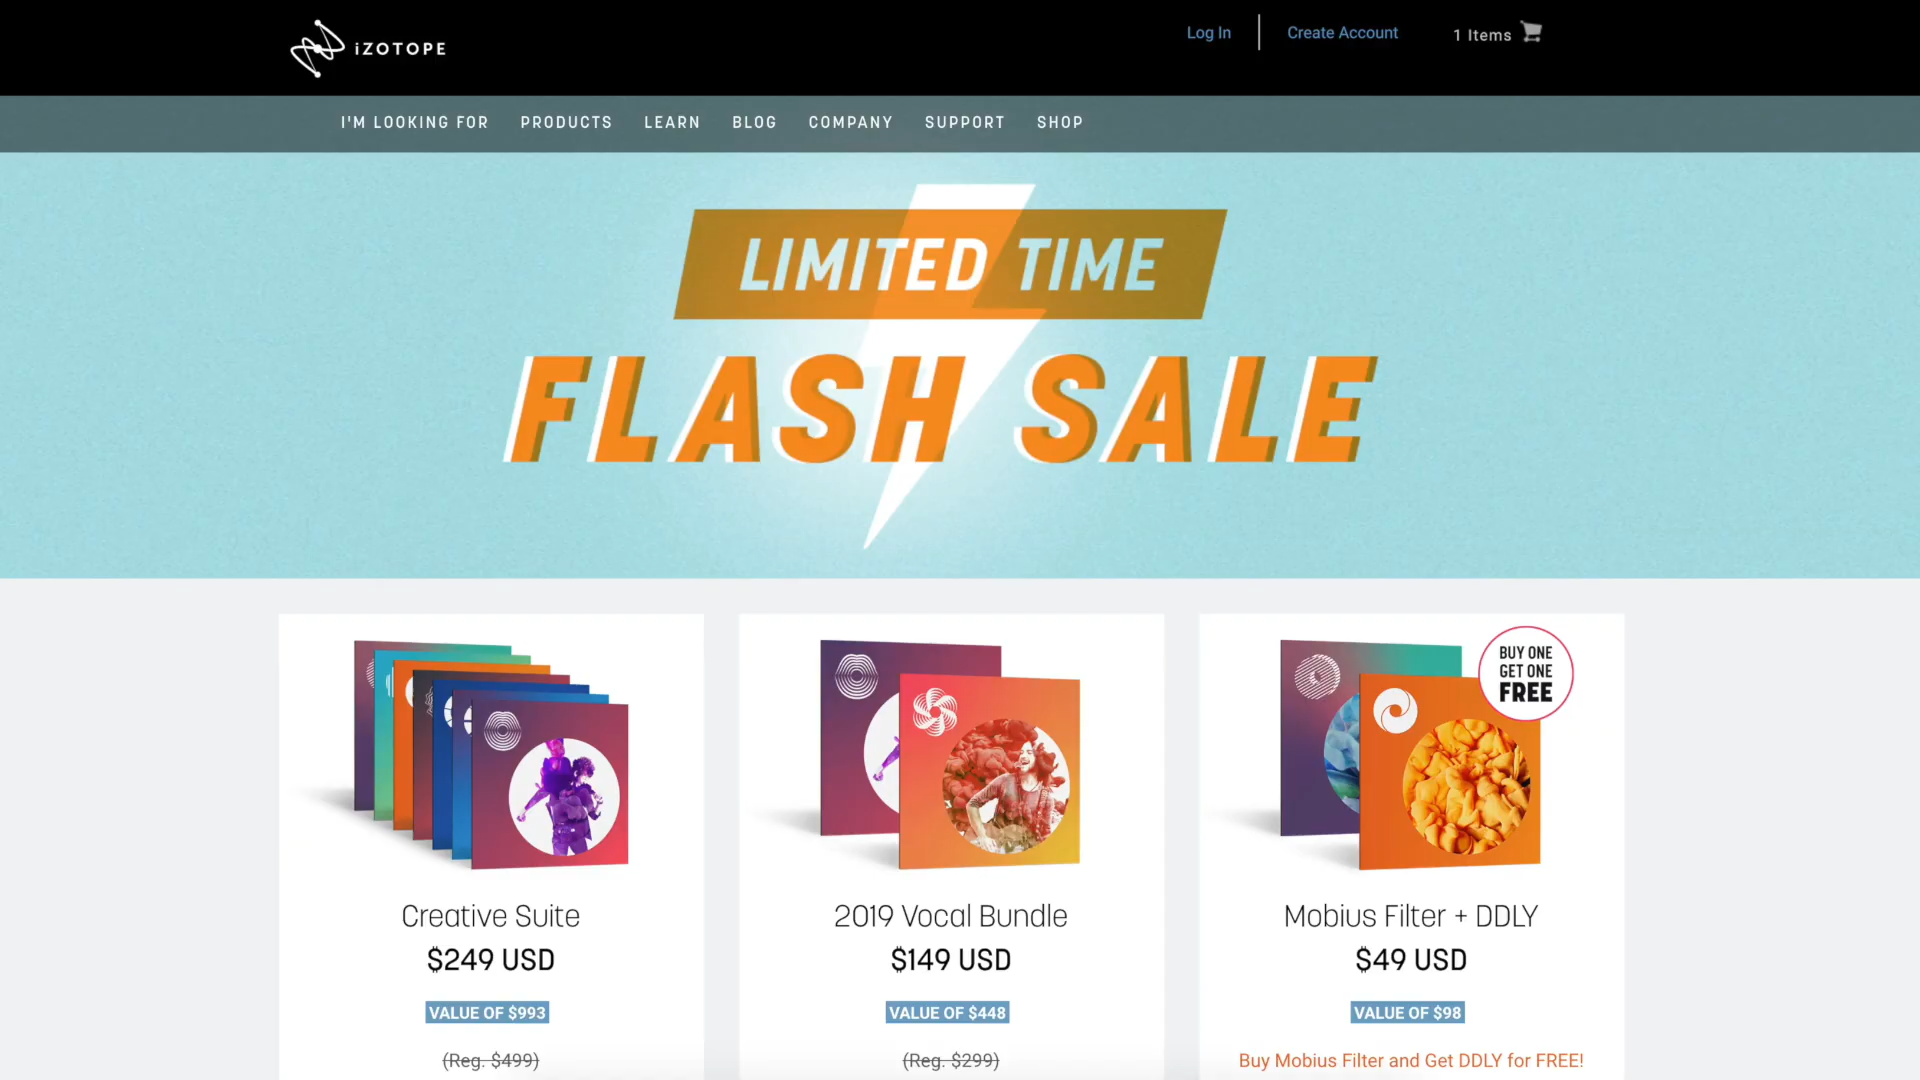 iZOTOPE
Log In
Create Account
1 Items
I'M LOOKING FOR
PRODUCTS
LEARN
BLOG
COMPANY
SUPPORT
SHOP
LIMITED TIME
FLASH SALE
Creative Suite
$249 USD
VALUE OF $993
(Reg. $499)
2019 Vocal Bundle
$149 USD
VALUE OF $448
(Reg. $299)
BUY ONE
GET ONE
FREE
Mobius Filter + DDLY
$49 USD
VALUE OF $98
Buy Mobius Filter and Get DDLY for FREE!